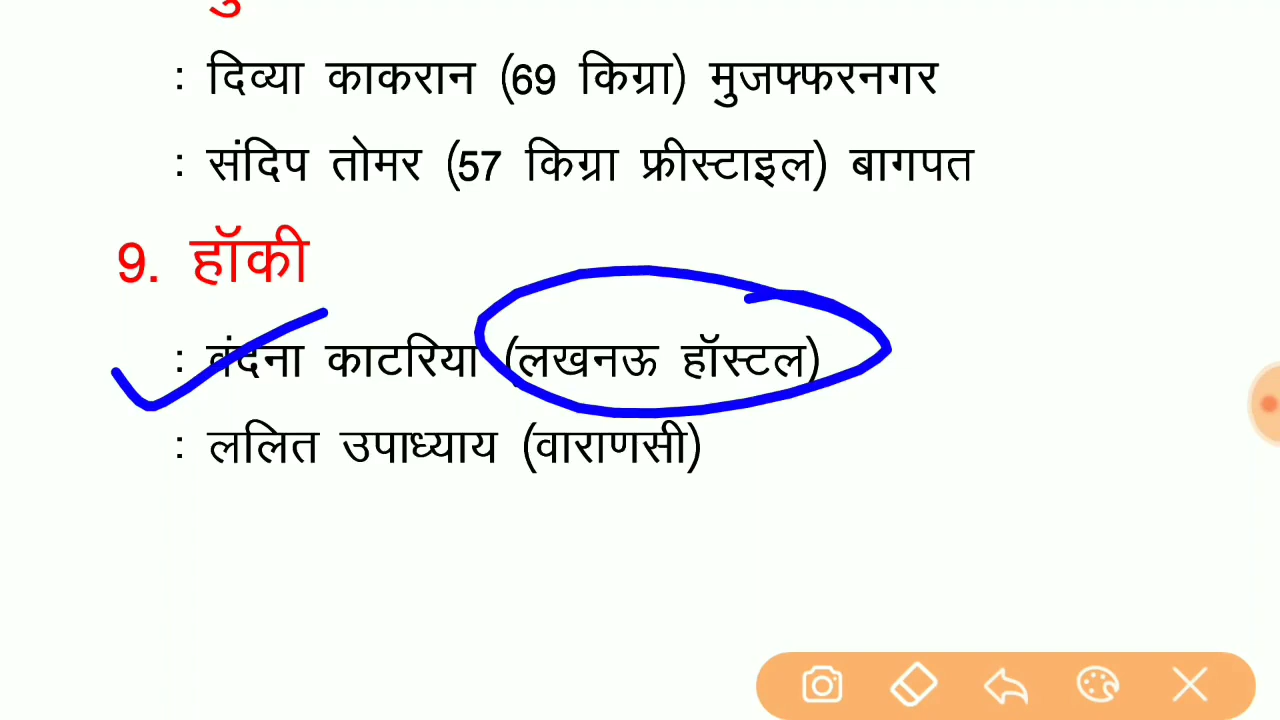 : दिव्या काकरान (69 किग्रा) मुजफ्फरनगर
: संदिप तोमर (57 किग्रा फ्रीस्टाइल) बागपत
9. हॉकी
: वंदना काटरिया (लखनऊ हॉस्टल)
: ललित उपाध्याय (वाराणसी)